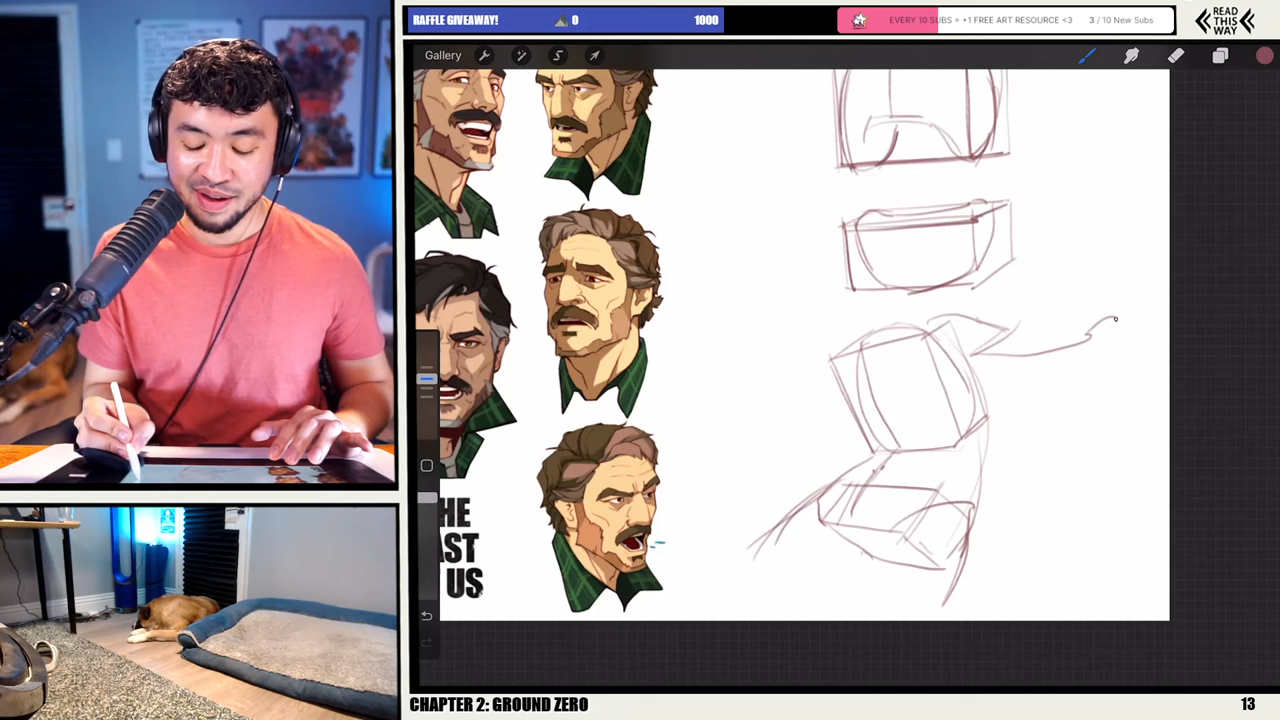 RAFFLE GIVEAWAY!
0
1000
EVERY 10 SUBS = +1 FREE ART RESOURCE <3
3 / 10 New Subs
READ
THIS
WAY
Gallery
HE
AST
US
CHAPTER 2: GROUND ZERO
13